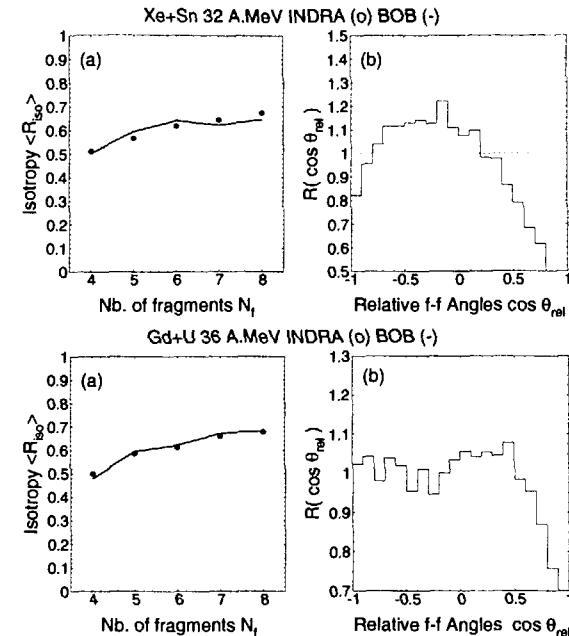 Xe+Sn 32 A.MeV INDRA (o) BOB (-)
(a)
Isotropy <R_iso>
1
0.9
0.8
0.7
0.6
0.5
0.4
0.3
0.2
0.1
0
4 5 6 7 8
Nb. of fragments N_f
(b)
R( cos θ_rel )
1.5
1.4
1.3
1.2
1.1
1
0.9
0.8
0.7
0.6
0.5
-1 -0.5 0 0.5 1
Relative f-f Angles cos θ_rel
Gd+U 36 A.MeV INDRA (o) BOB (-)
(a)
Isotropy <R_iso>
1
0.9
0.8
0.7
0.6
0.5
0.4
0.3
0.2
0.1
0
4 5 6 7 8
Nb. of fragments N_f
(b)
R( cos θ_rel )
1.3
1.2
1.1
1
0.9
0.8
0.7
-1 -0.5 0 0.5 1
Relative f-f Angles cos θ_rel